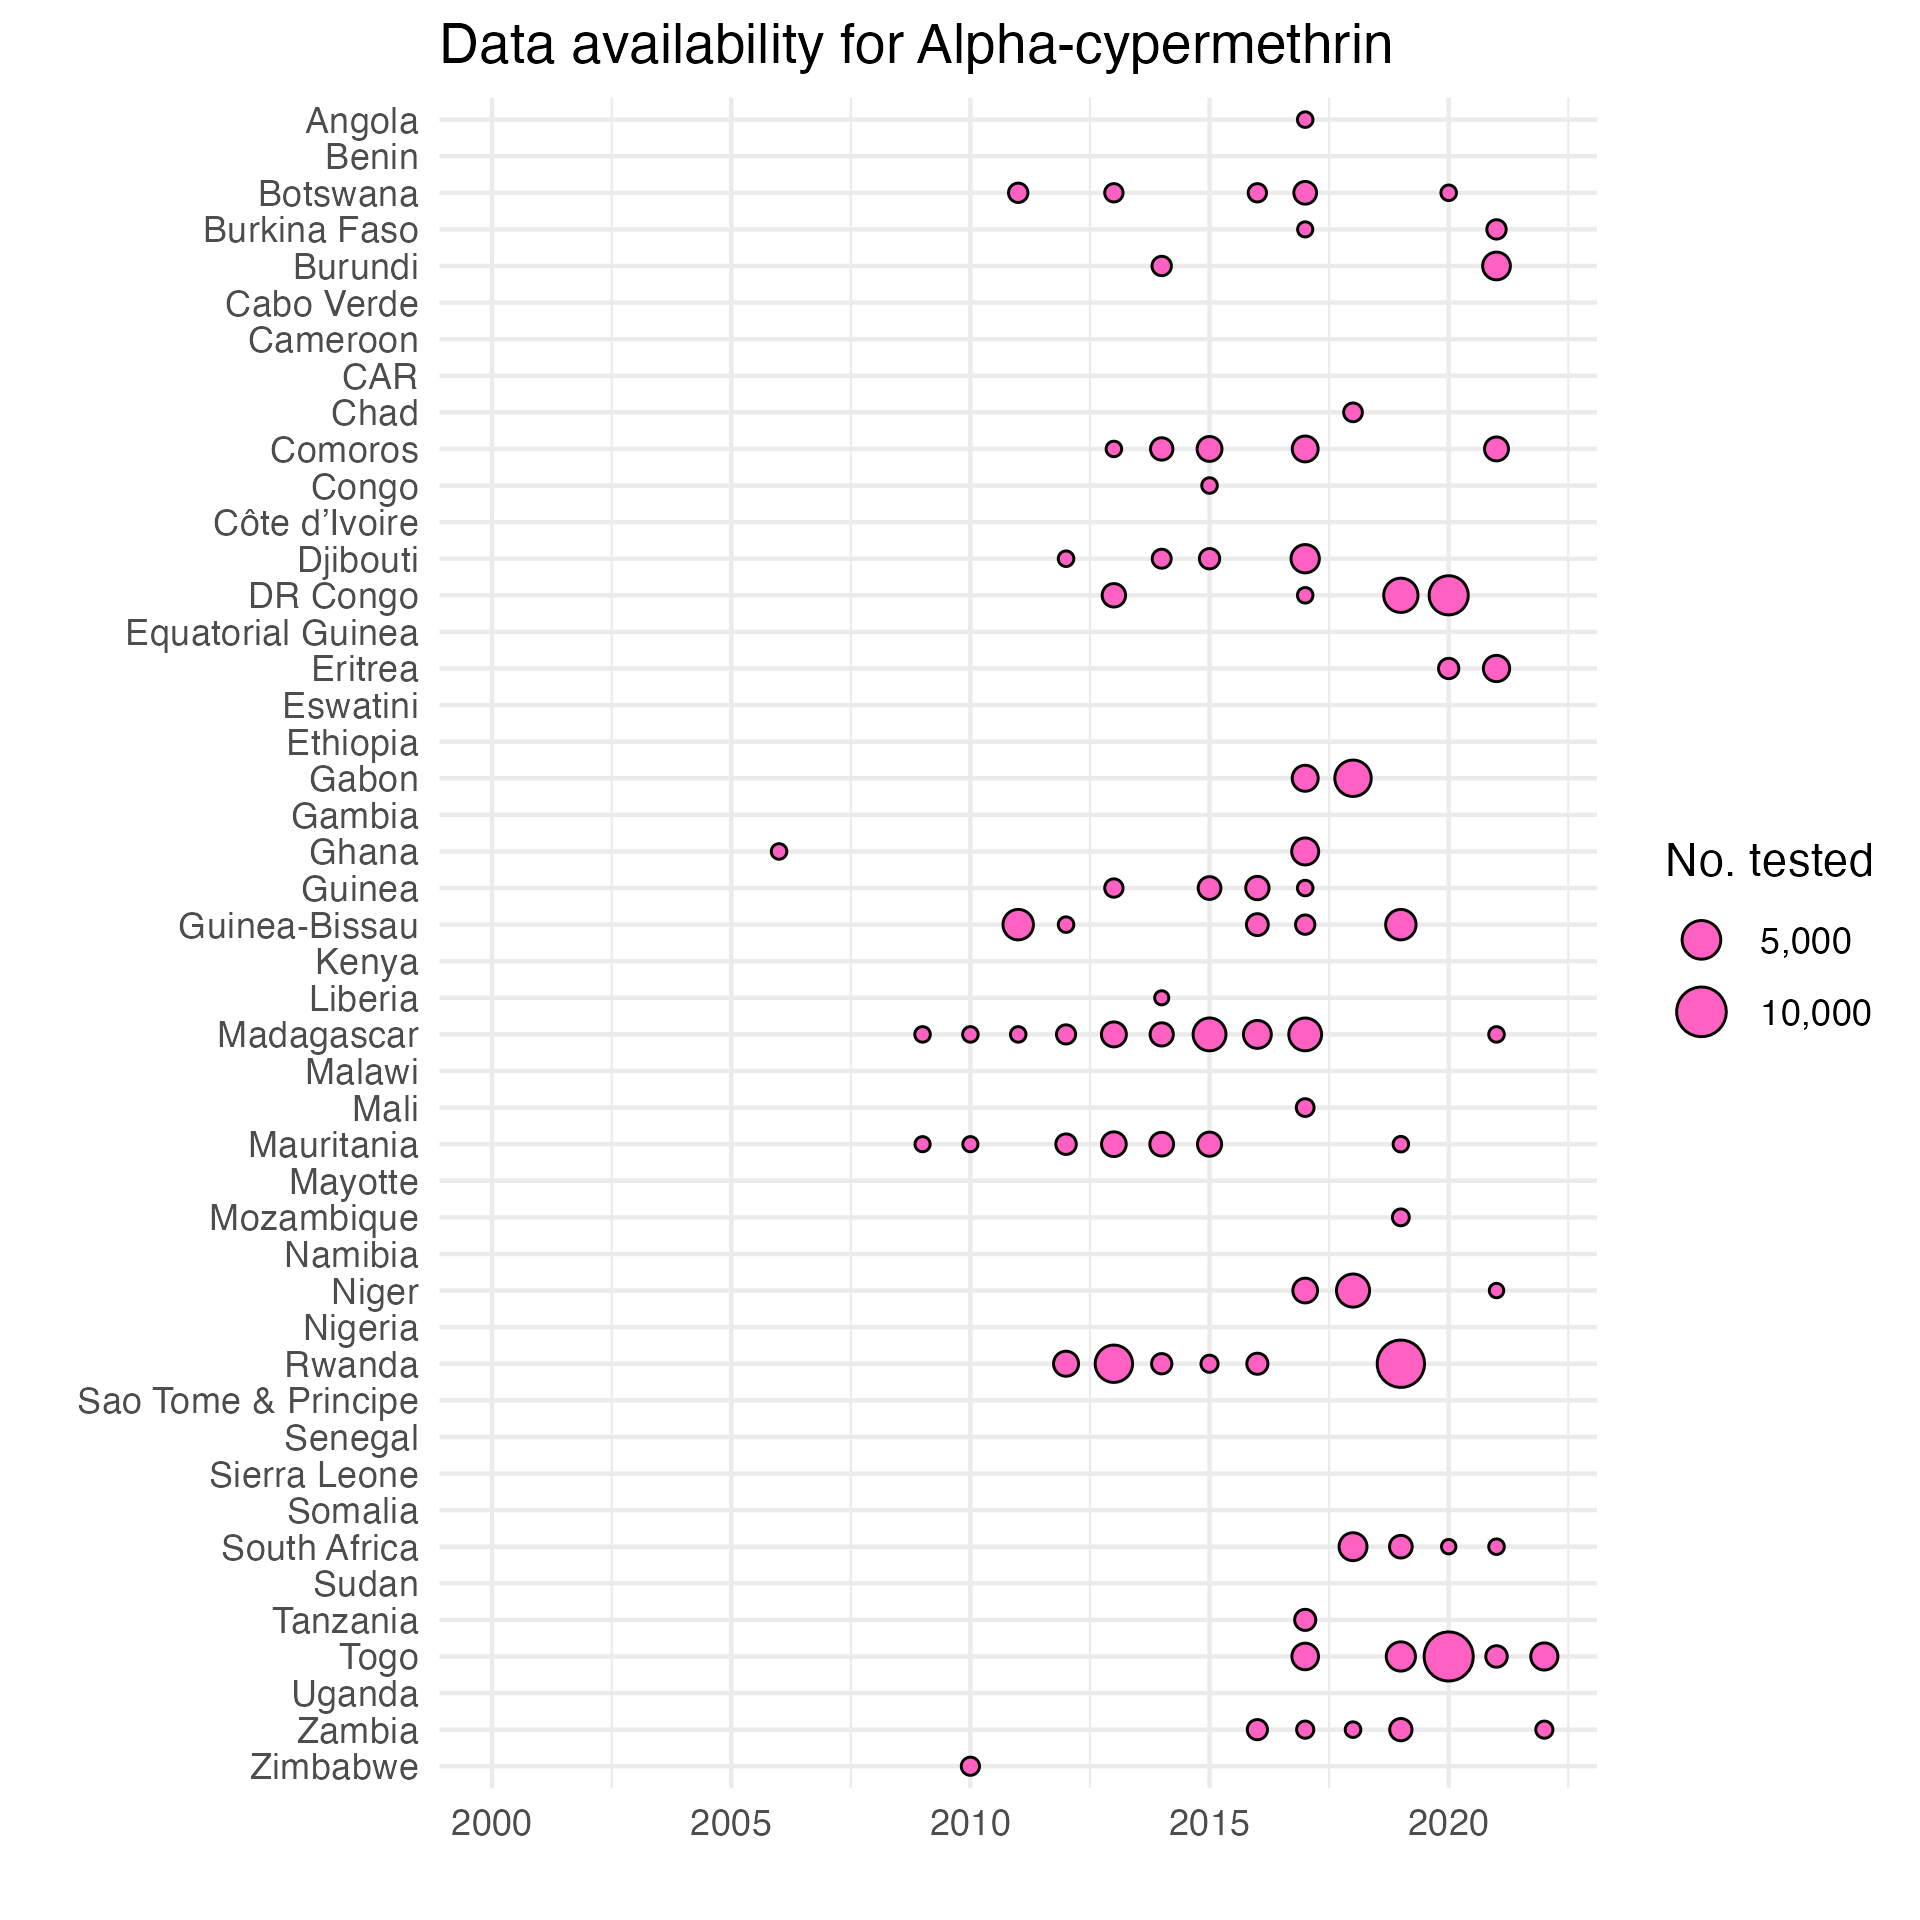 Data availability for Alpha-cypermethrin
Angola
Benin
Botswana
Burkina Faso
Burundi
Cabo Verde
Cameroon
CAR
Chad
Comoros
Congo
Côte d’Ivoire
Djibouti
DR Congo
Equatorial Guinea
Eritrea
Eswatini
Ethiopia
Gabon
Gambia
Ghana
Guinea
Guinea-Bissau
Kenya
Liberia
Madagascar
Malawi
Mali
Mauritania
Mayotte
Mozambique
Namibia
Niger
Nigeria
Rwanda
Sao Tome & Principe
Senegal
Sierra Leone
Somalia
South Africa
Sudan
Tanzania
Togo
Uganda
Zambia
Zimbabwe
2000 2005 2010 2015 2020
No. tested
5,000
10,000